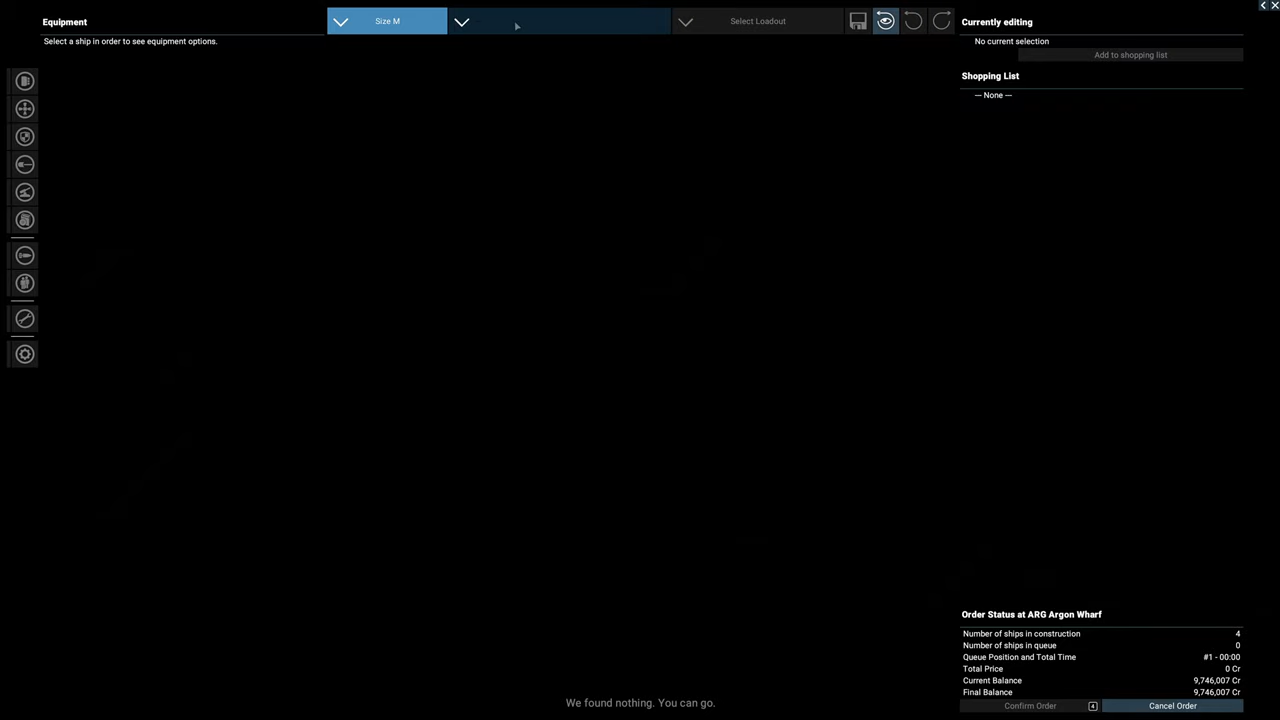 Equipment
Select a ship in order to see equipment options.
Size M
Select Loadout
Currently editing
No current selection
Add to shopping list
Shopping List
— None —
Order Status at ARG Argon Wharf
Number of ships in construction 4
Number of ships in queue 0
Queue Position and Total Time #1 - 00:00
Total Price 0 Cr
Current Balance 9,746,007 Cr
Final Balance 9,746,007 Cr
Confirm Order
Cancel Order
We found nothing. You can go.